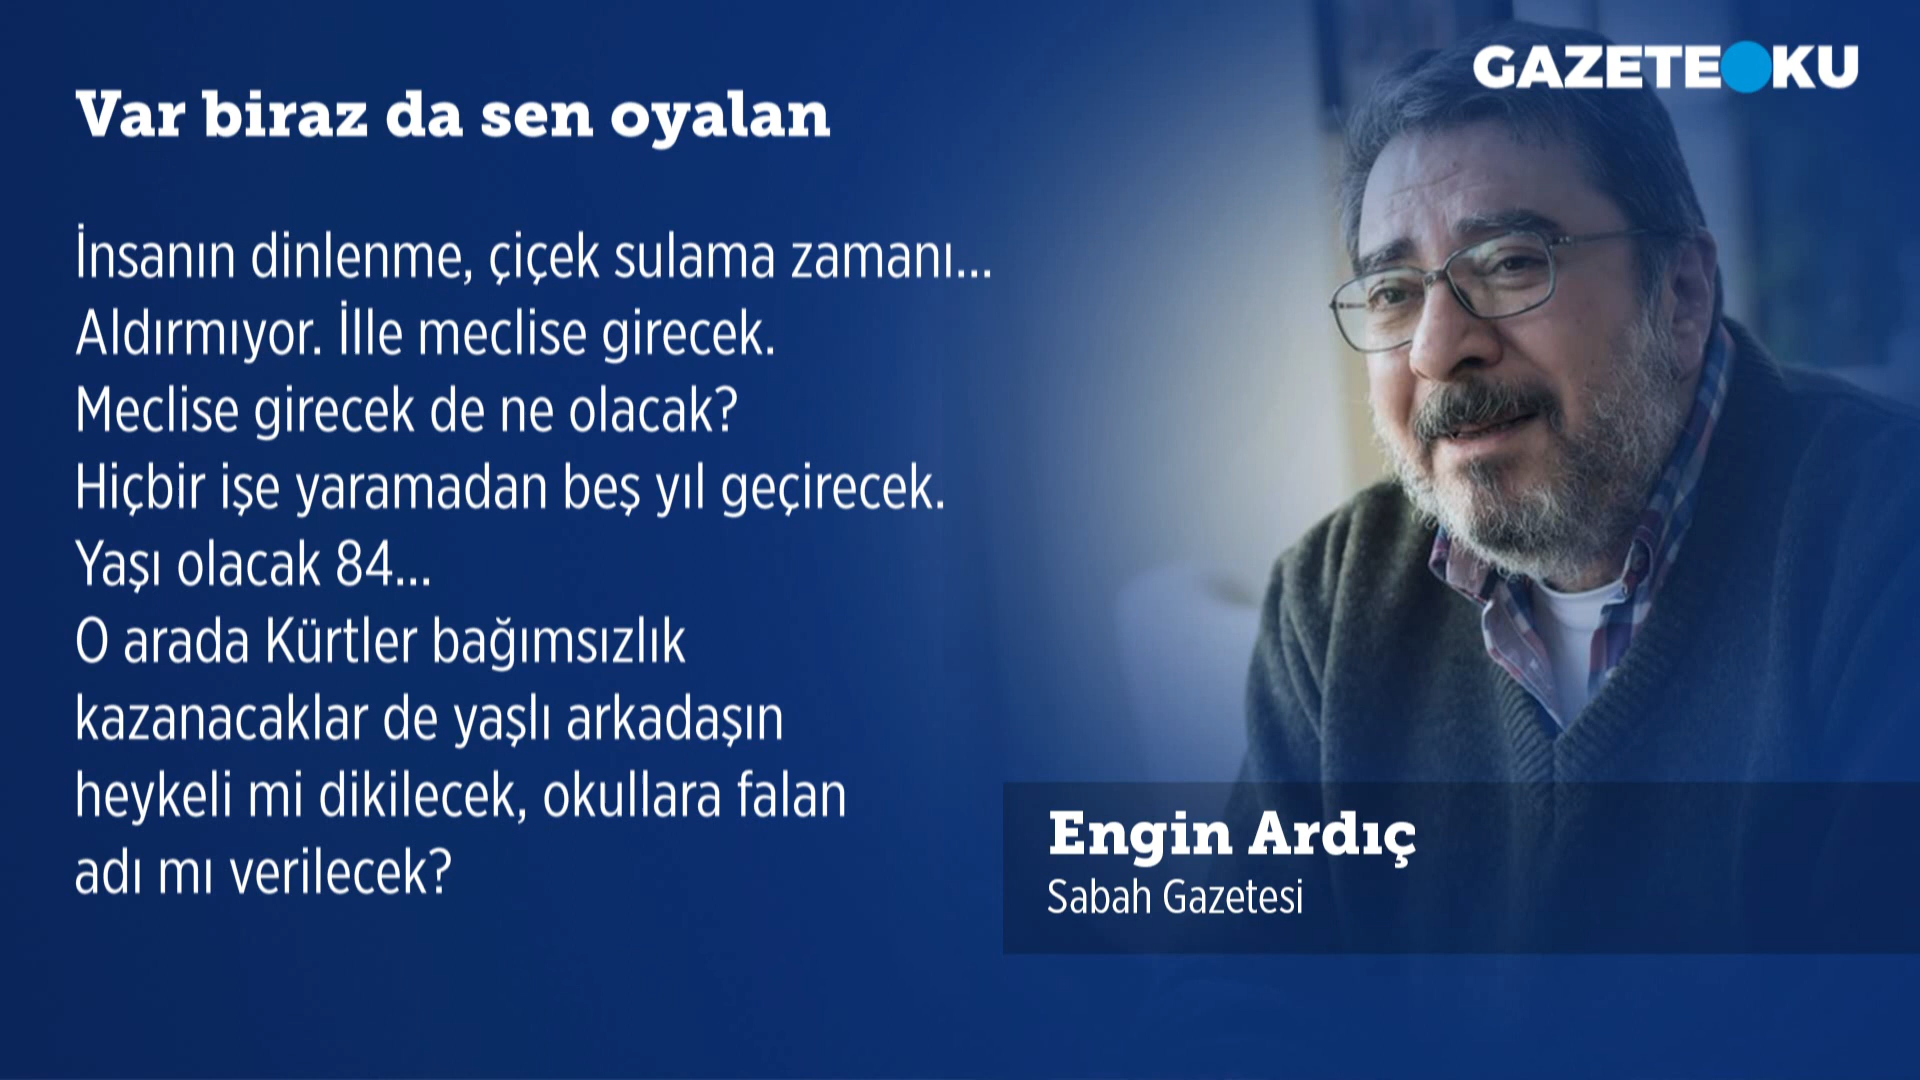 GAZETEOKU
Var biraz da sen oyalan
İnsanın dinlenme, çiçek sulama zamanı...
Aldırmıyor. İlle meclise girecek.
Meclise girecek de ne olacak?
Hiçbir işe yaramadan beş yıl geçirecek.
Yaşı olacak 84...
O arada Kürtler bağımsızlık
kazanacaklar de yaşlı arkadaşın
heykeli mi dikilecek, okullara falan
adı mı verilecek?
Engin Ardıç
Sabah Gazetesi